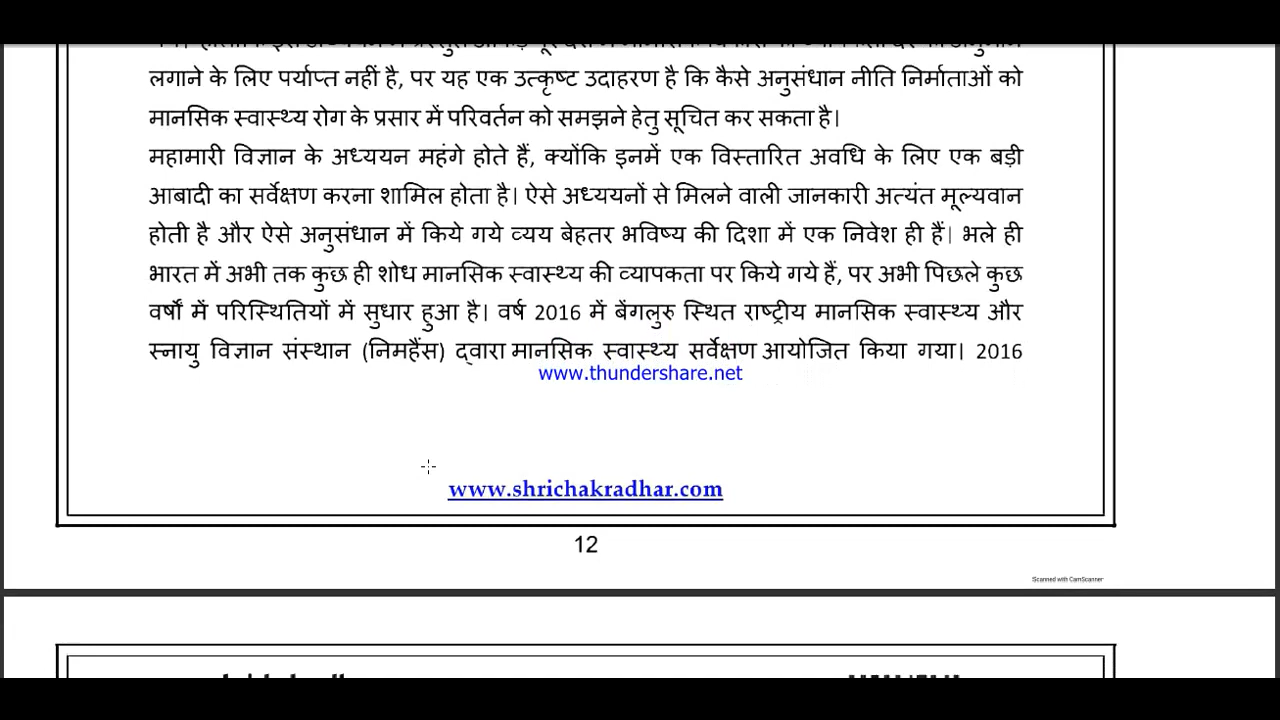 लगाने के लिए पर्याप्त नहीं है, पर यह एक उत्कृष्ट उदाहरण है कि कैसे अनुसंधान नीति निर्माताओं को
मानसिक स्वास्थ्य रोग के प्रसार में परिवर्तन को समझने हेतु सूचित कर सकता है।
महामारी विज्ञान के अध्ययन महंगे होते हैं, क्योंकि इनमें एक विस्तारित अवधि के लिए एक बड़ी
आबादी का सर्वेक्षण करना शामिल होता है। ऐसे अध्ययनों से मिलने वाली जानकारी अत्यंत मूल्यवान
होती है और ऐसे अनुसंधान में किये गये व्यय बेहतर भविष्य की दिशा में एक निवेश ही हैं। भले ही
भारत में अभी तक कुछ ही शोध मानसिक स्वास्थ्य की व्यापकता पर किये गये हैं, पर अभी पिछले कुछ
वर्षों में परिस्थितियों में सुधार हुआ है। वर्ष 2016 में बेंगलुरु स्थित राष्ट्रीय मानसिक स्वास्थ्य और
स्नायु विज्ञान संस्थान (निमहैंस) द्वारा मानसिक स्वास्थ्य सर्वेक्षण आयोजित किया गया। 2016
www.thundershare.net
www.shrichakradhar.com
12
Scanned with CamScanner